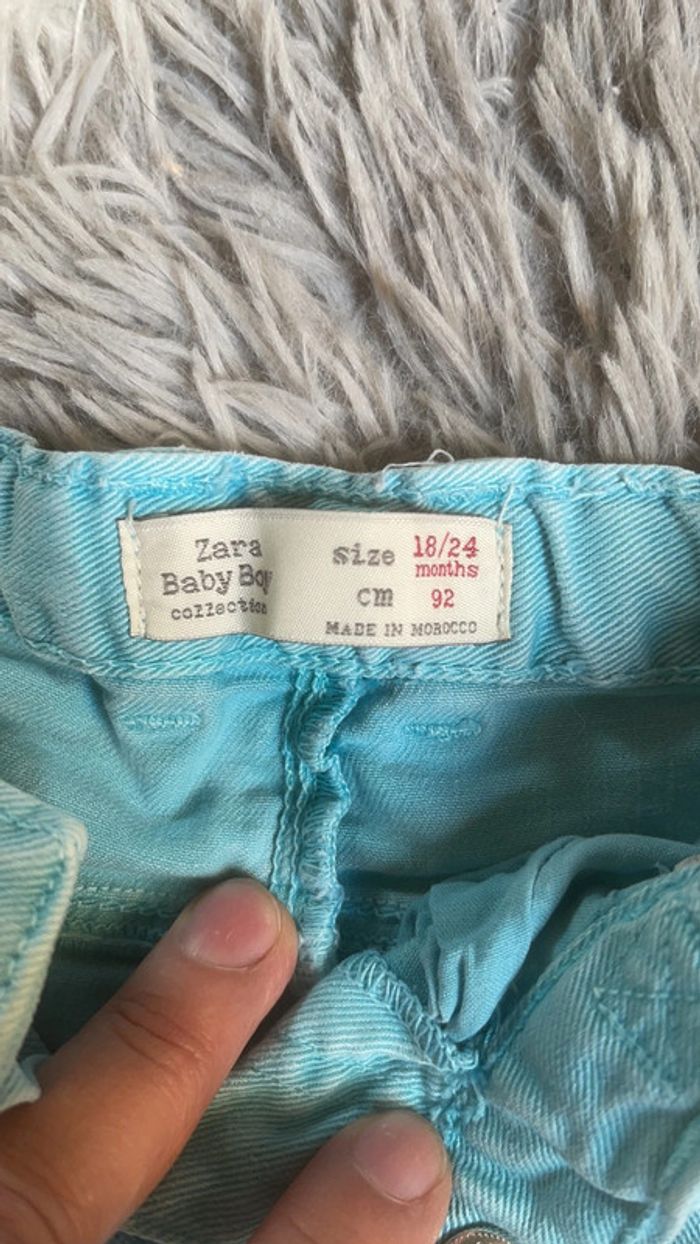 Zara
Baby Boy
collection
size 18/24
months
cm 92
MADE IN MOROCCO